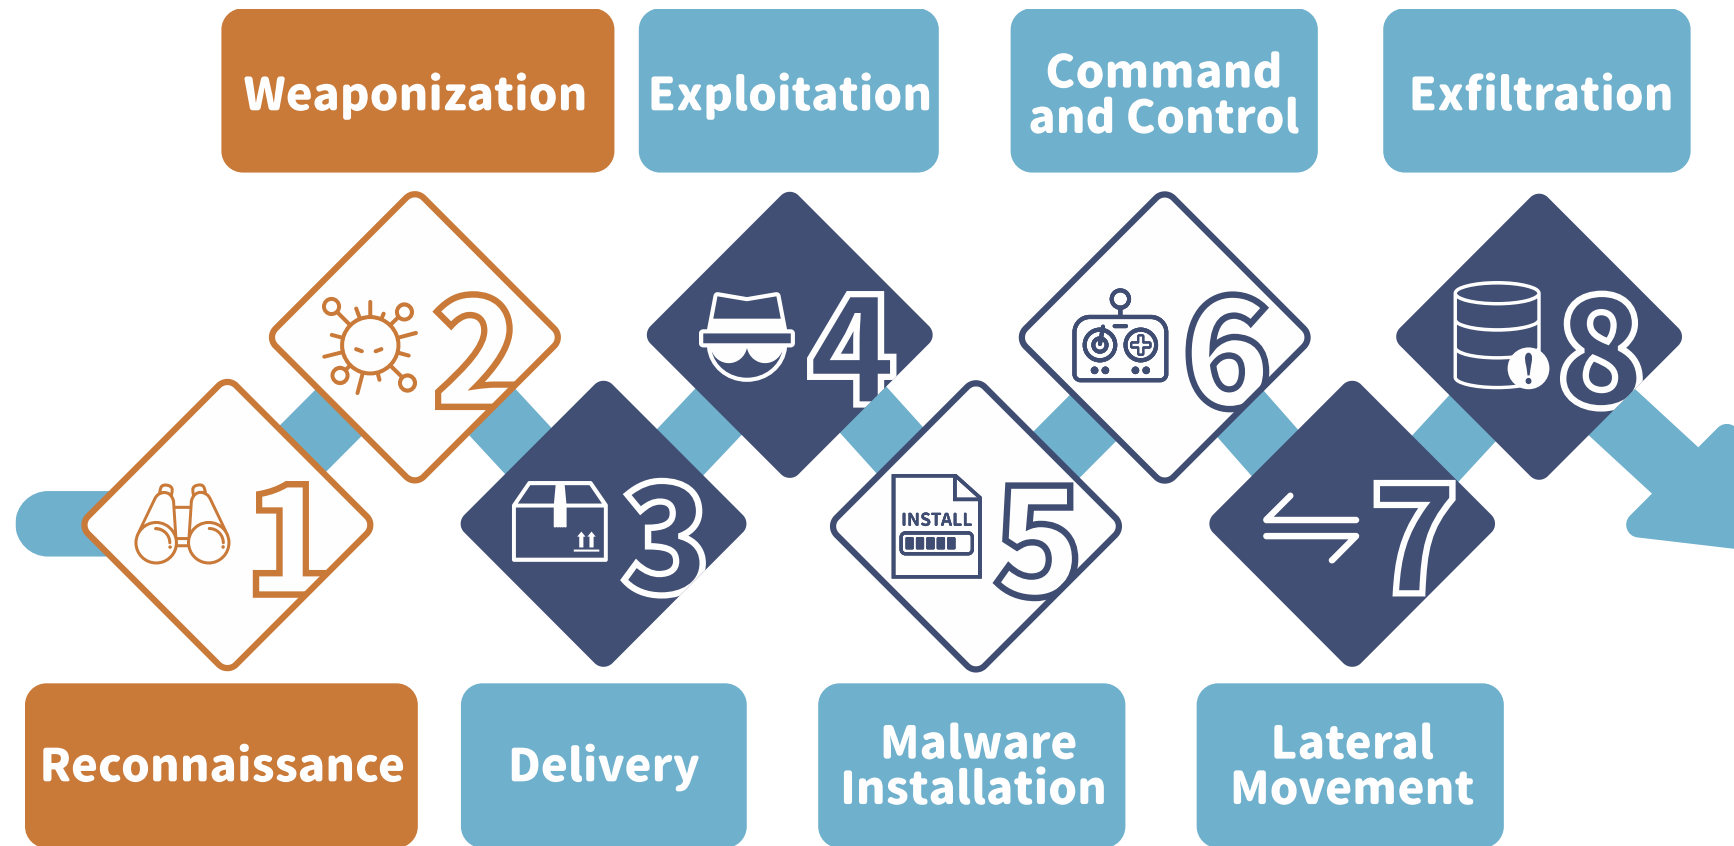 Weaponization
Exploitation
Command
and Control
Exfiltration
2
4
6
8
1
3
INSTALL
5
7
Reconnaissance
Delivery
Malware
Installation
Lateral
Movement